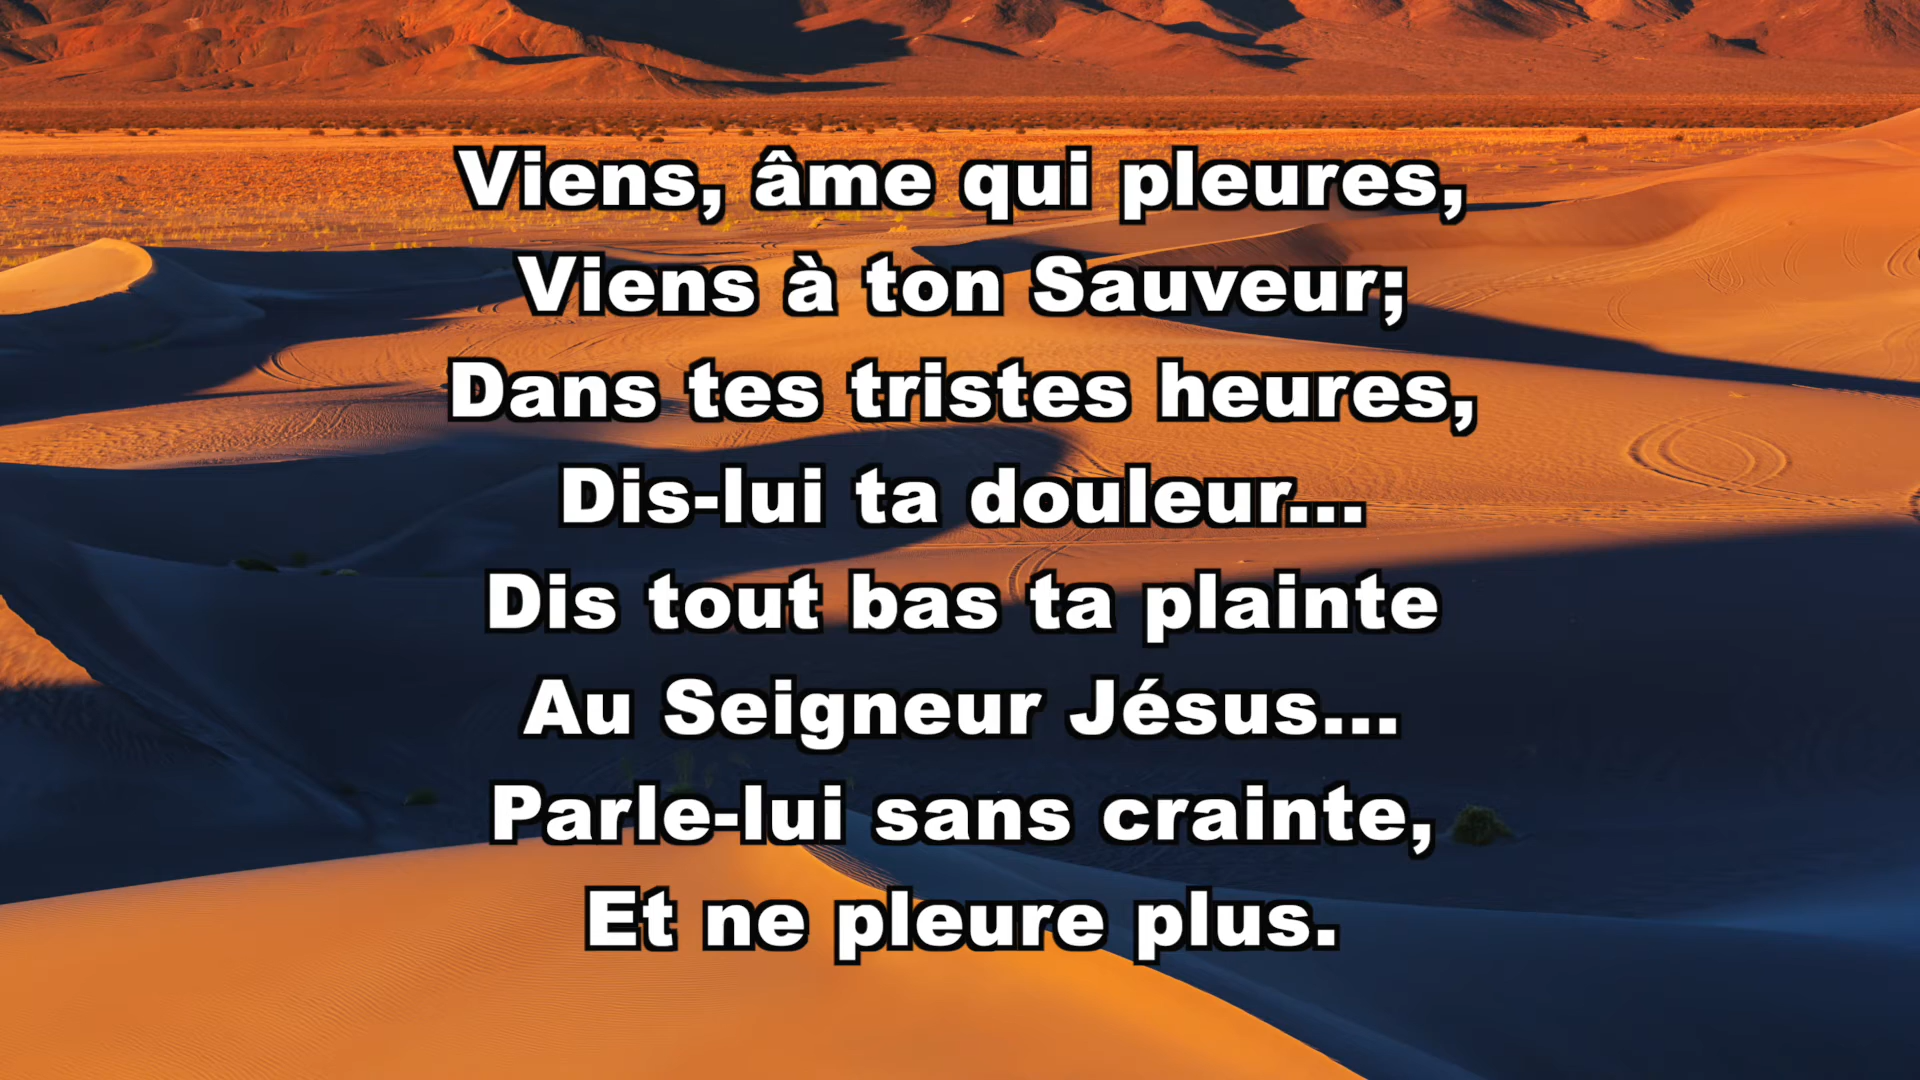 Viens, âme qui pleures,
Viens à ton Sauveur;
Dans tes tristes heures,
Dis-lui ta douleur...
Dis tout bas ta plainte
Au Seigneur Jésus...
Parle-lui sans crainte,
Et ne pleure plus.